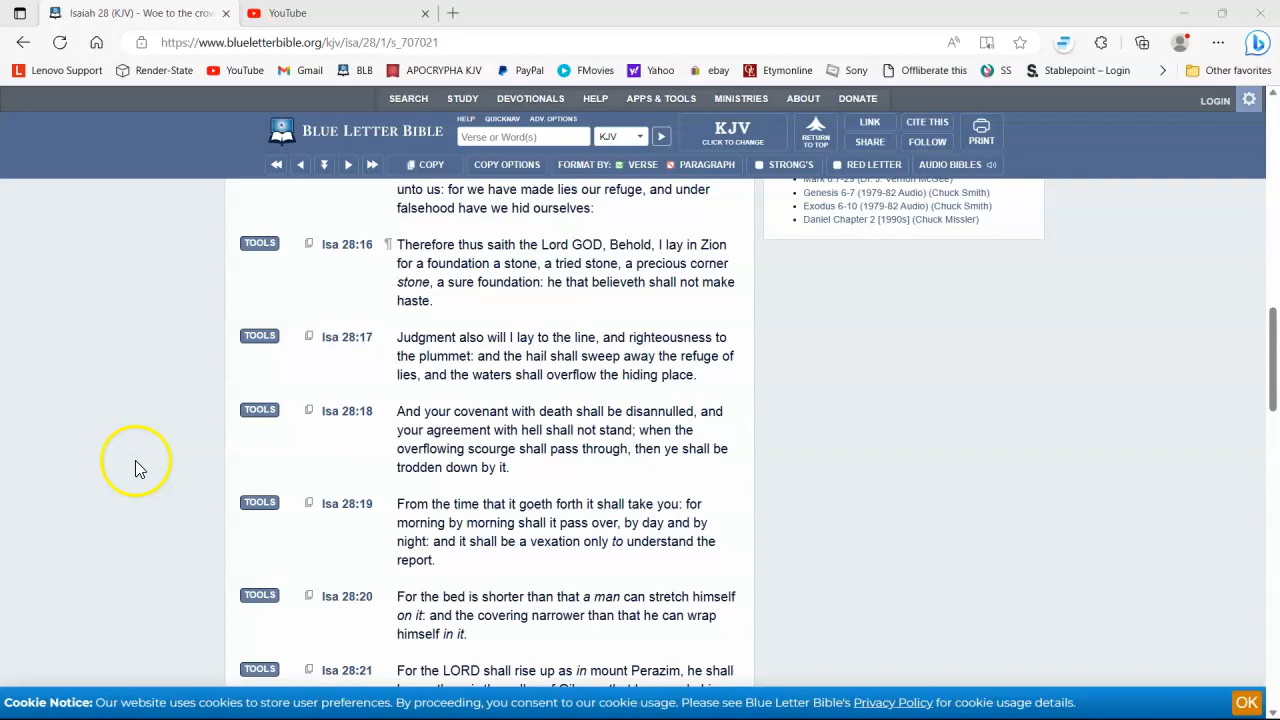 Isaiah 28 (KJV) - Woe to the crow
YouTube
https://www.blueletterbible.org/kjv/isa/28/1/s_707021
Lenovo Support
Render-State
YouTube
Gmail
BLB
APOCRYPHA KJV
PayPal
FMovies
Yahoo
ebay
Etymonline
Sony
Offliberate this
SS
Stablepoint – Login
Other favorites
SEARCH STUDY DEVOTIONALS HELP APPS & TOOLS MINISTRIES ABOUT DONATE
LOGIN
BLUE LETTER BIBLE
HELP QUICKNAV ADV. OPTIONS
Verse or Word(s)
KJV
KJV
CLICK TO CHANGE
RETURN
TO TOP
LINK
CITE THIS
SHARE
FOLLOW
PRINT
COPY COPY OPTIONS FORMAT BY: VERSE PARAGRAPH STRONG'S RED LETTER AUDIO BIBLES
unto us: for we have made lies our refuge, and under
falsehood have we hid ourselves:
TOOLS Isa 28:16 ¶ Therefore thus saith the Lord GOD, Behold, I lay in Zion
for a foundation a stone, a tried stone, a precious corner
stone, a sure foundation: he that believeth shall not make
haste.
TOOLS Isa 28:17 Judgment also will I lay to the line, and righteousness to
the plummet: and the hail shall sweep away the refuge of
lies, and the waters shall overflow the hiding place.
TOOLS Isa 28:18 And your covenant with death shall be disannulled, and
your agreement with hell shall not stand; when the
overflowing scourge shall pass through, then ye shall be
trodden down by it.
TOOLS Isa 28:19 From the time that it goeth forth it shall take you: for
morning by morning shall it pass over, by day and by
night: and it shall be a vexation only to understand the
report.
TOOLS Isa 28:20 For the bed is shorter than that a man can stretch himself
on it: and the covering narrower than that he can wrap
himself in it.
TOOLS Isa 28:21 For the LORD shall rise up as in mount Perazim, he shall
Mark 6:7-29 (Dr. J. Vernon McGee)
Genesis 6-7 (1979-82 Audio) (Chuck Smith)
Exodus 6-10 (1979-82 Audio) (Chuck Smith)
Daniel Chapter 2 [1990s] (Chuck Missler)
Cookie Notice: Our website uses cookies to store user preferences. By proceeding, you consent to our cookie usage. Please see Blue Letter Bible's Privacy Policy for cookie usage details.
OK